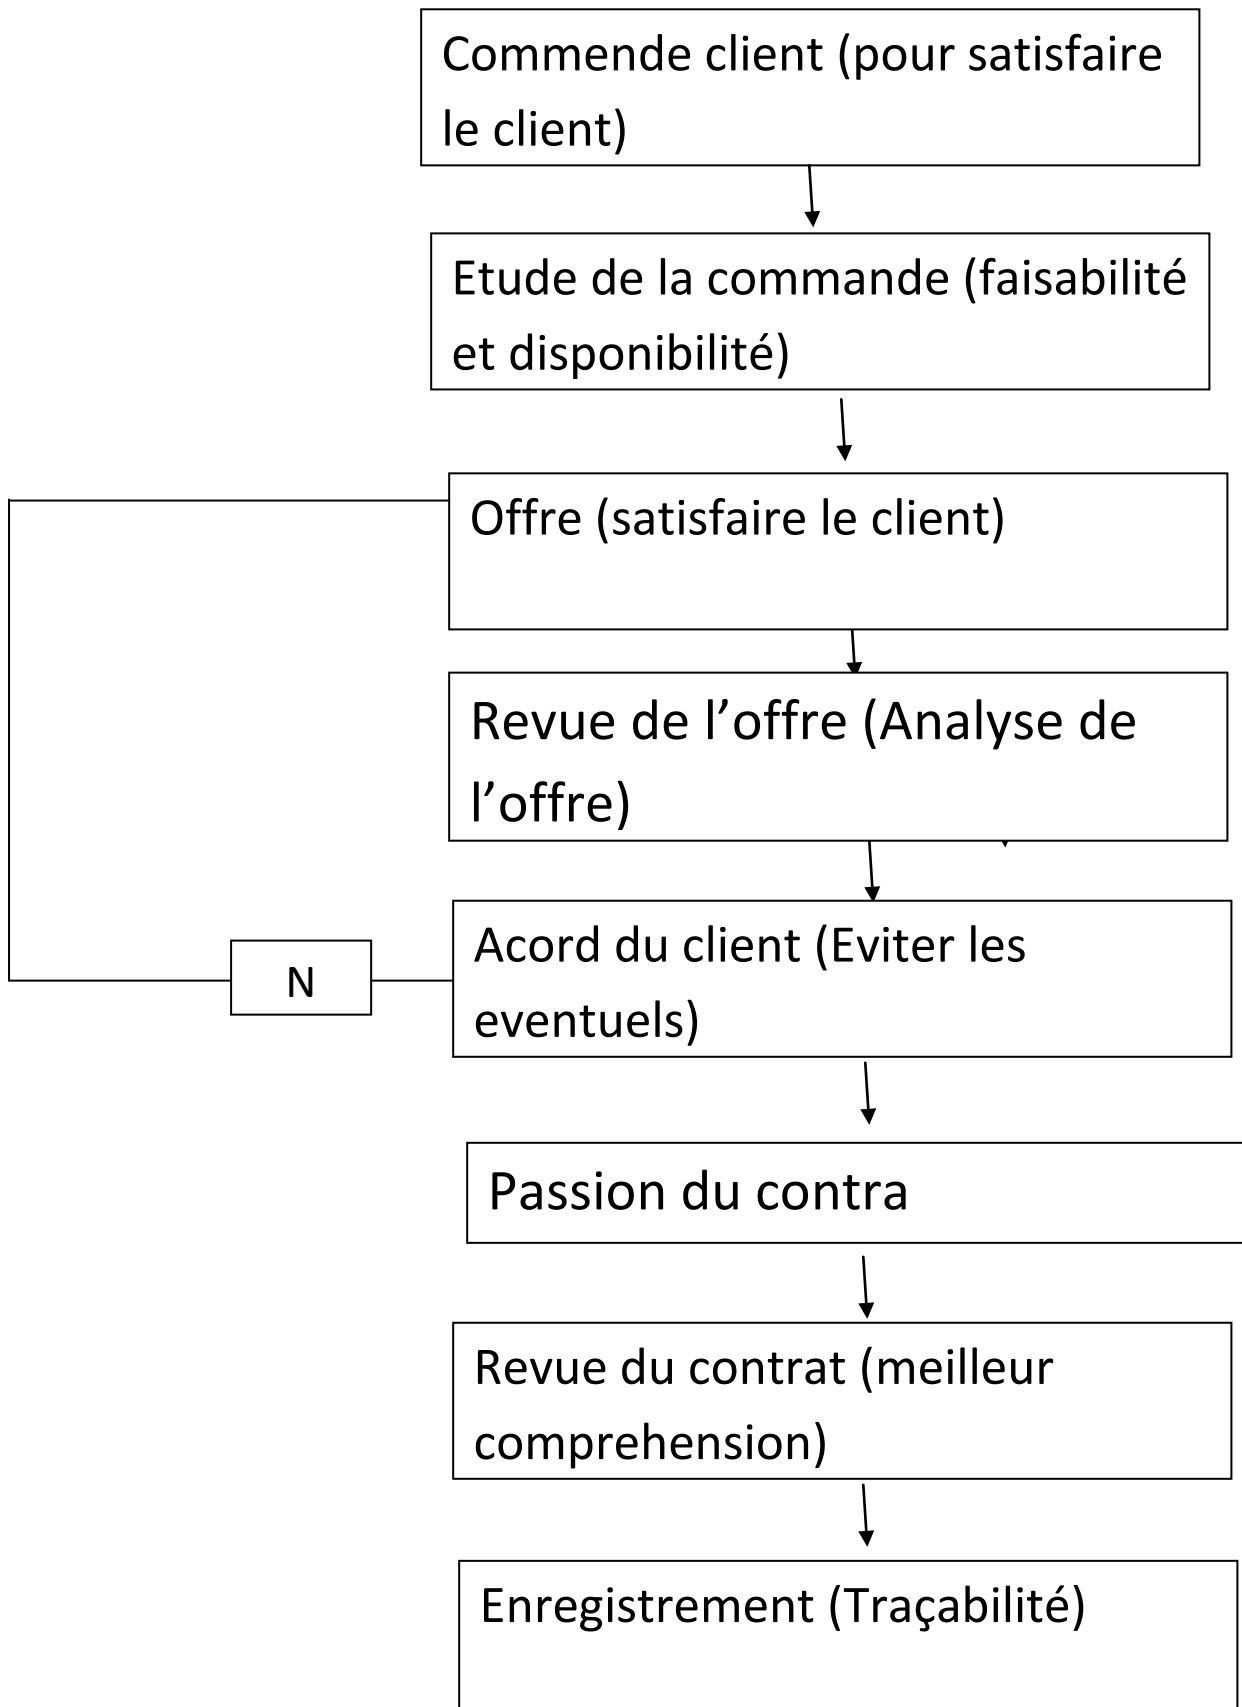 Commende client (pour satisfaire
le client)
Etude de la commande (faisabilité
et disponibilité)
Offre (satisfaire le client)
Revue de l’offre (Analyse de
l’offre)
N
Acord du client (Eviter les
eventuels)
Passion du contra
Revue du contrat (meilleur
comprehension)
Enregistrement (Traçabilité)